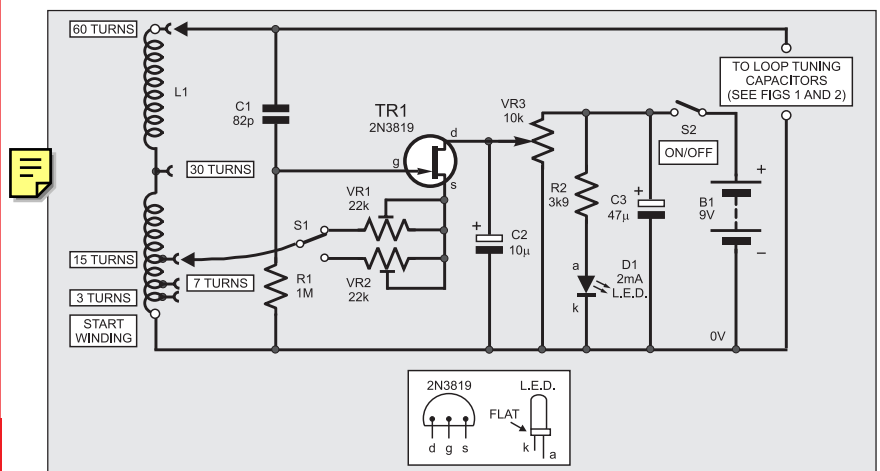 60 TURNS
L1
C1
82p
TR1
2N3819
d
g
s
VR3
10k
TO LOOP TUNING
CAPACITORS
(SEE FIGS 1 AND 2)
S2
ON/OFF
30 TURNS
VR1
22k
S1
R2
3k9
C3
47μ
+
B1
9V
+
–
15 TURNS
7 TURNS
3 TURNS
START
WINDING
R1
1M
VR2
22k
+
C2
10μ
a
k
D1
2mA
L.E.D.
0V
2N3819
d g s
L.E.D.
FLAT
k
a